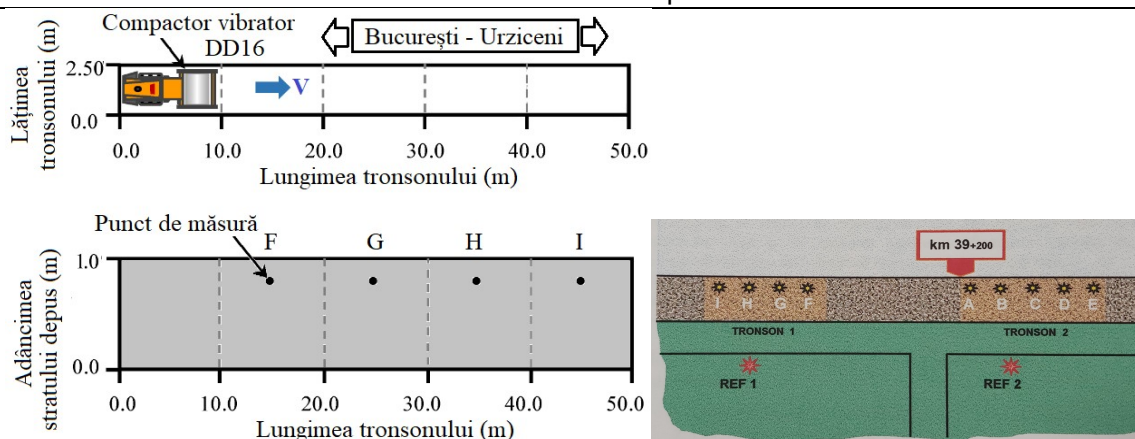 Compactor vibrator
DD16
București - Urziceni
Lățimea
tronsonului (m)
2.50
0.0
V
0.0 10.0 20.0 30.0 40.0 50.0
Lungimea tronsonului (m)
Punct de măsură
F G H I
Adâncimea
stratului depus (m)
1.0
0.0
0.0 10.0 20.0 30.0 40.0 50.0
Lungimea tronsonului (m)
km 39+200
I H G F A B C D E
TRONSON 1 TRONSON 2
REF 1 REF 2